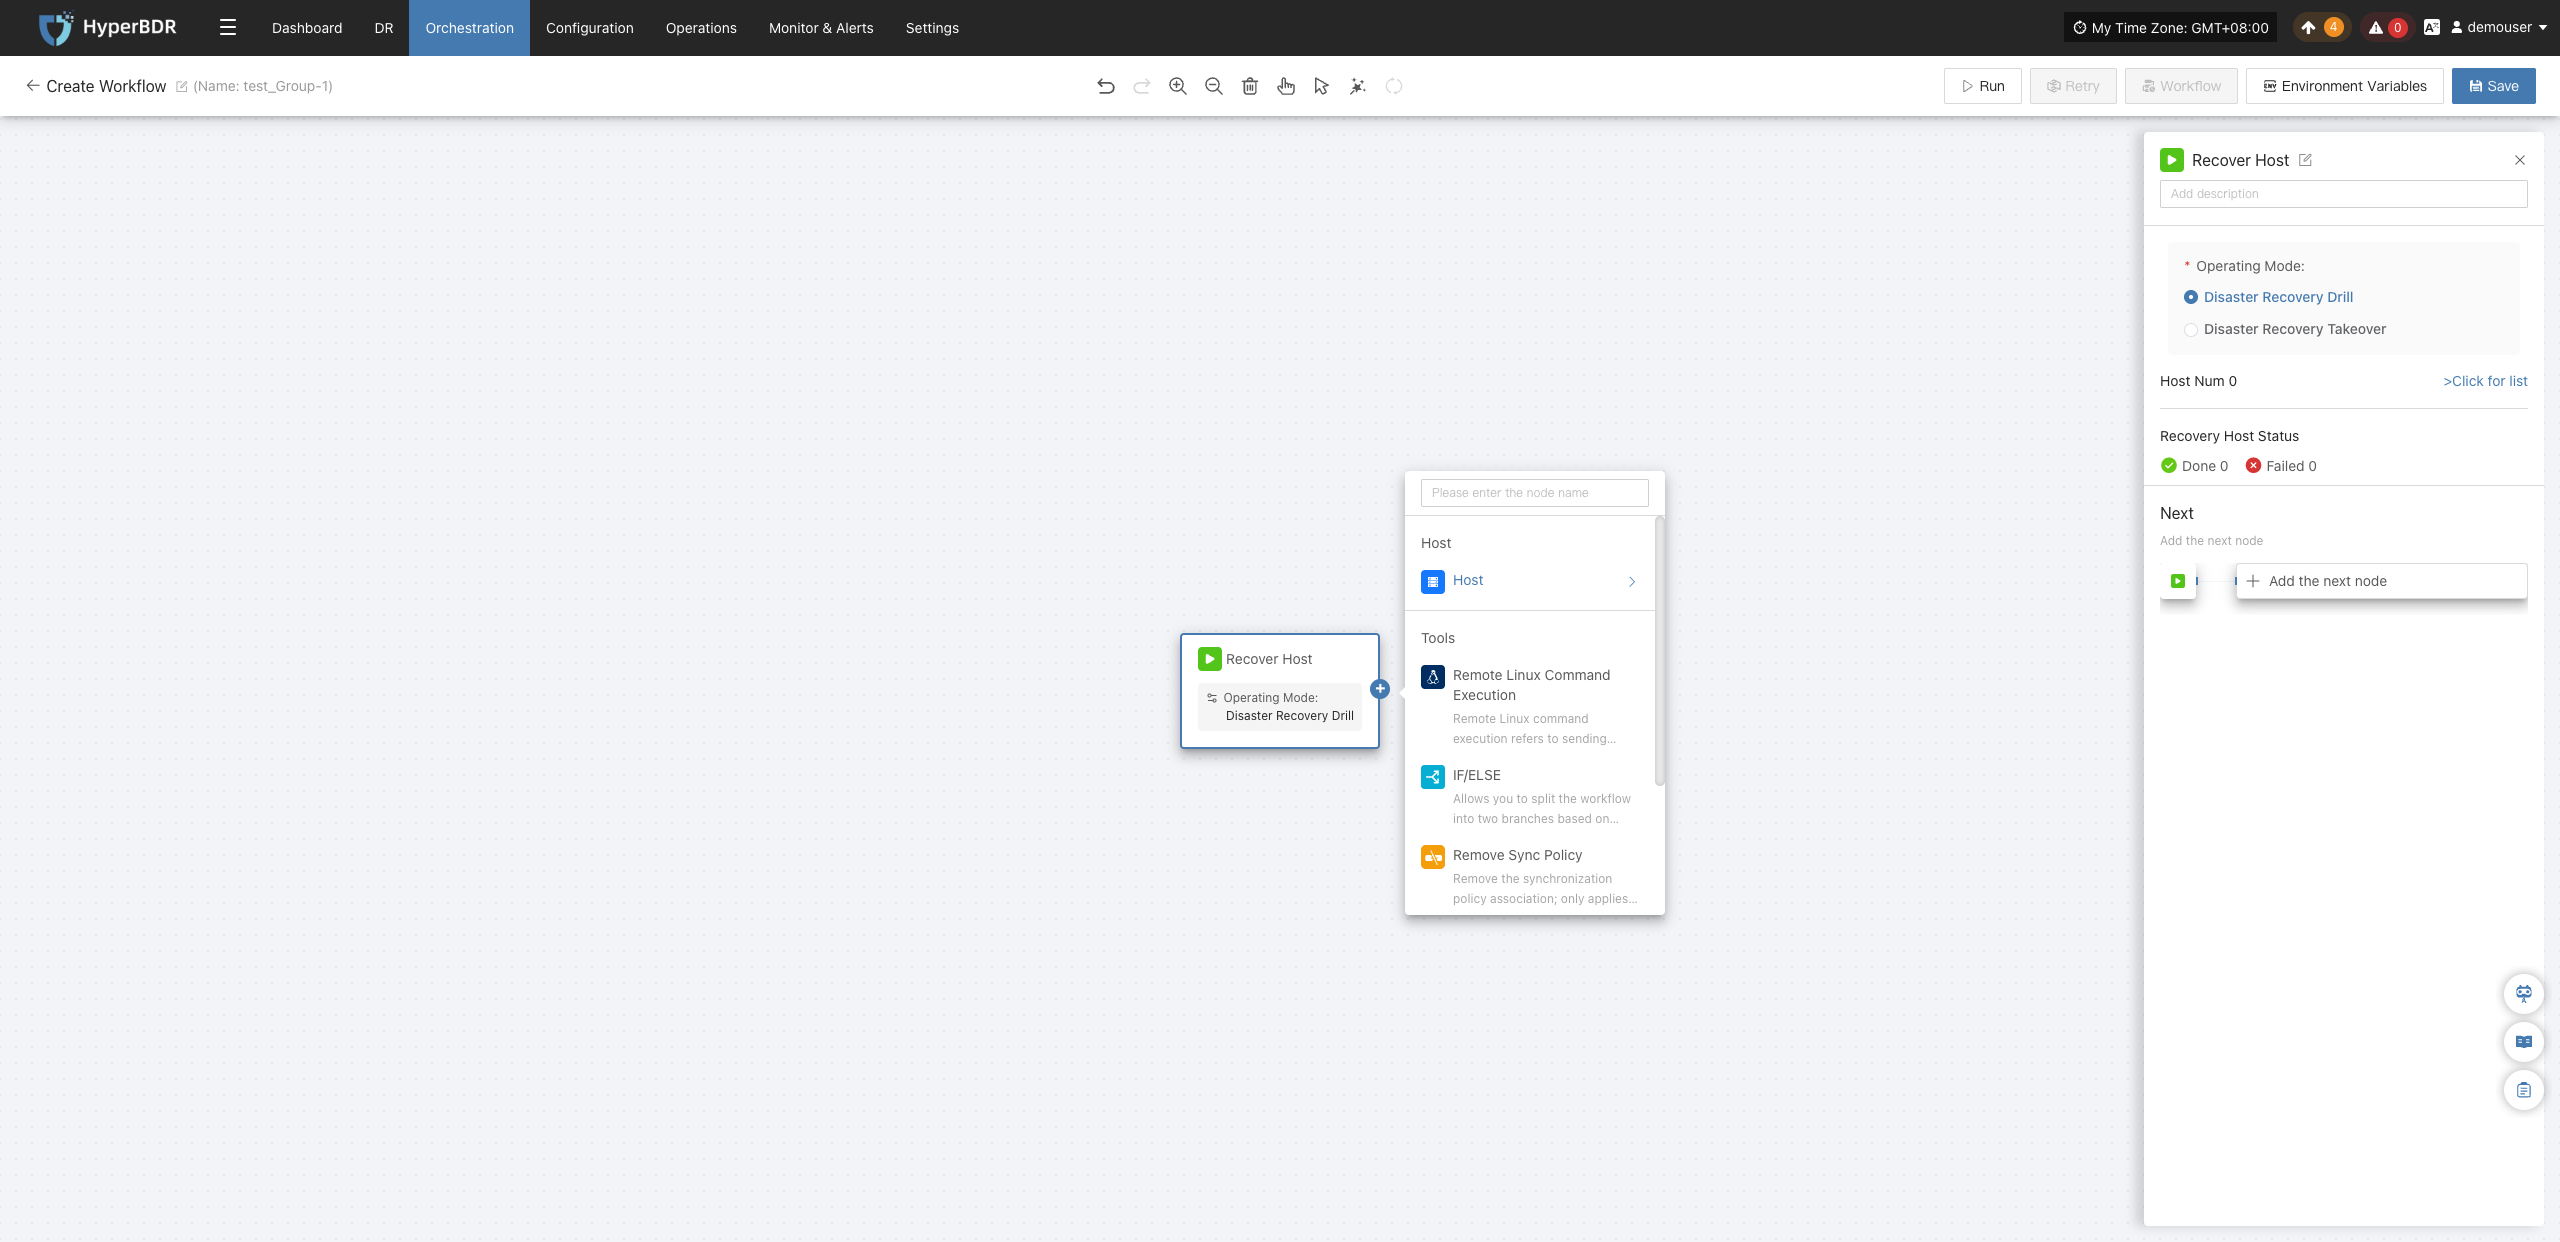 HyperBDR
Dashboard
DR
Orchestration
Configuration
Operations
Monitor & Alerts
Settings
My Time Zone: GMT+08:00
4
0
demouser
Create Workflow
(Name: test_Group-1)
Run
Retry
Workflow
Environment Variables
Save
Recover Host
Operating Mode:
Disaster Recovery Drill
Please enter the node name
Host
Host
Tools
Remote Linux Command
Execution
Remote Linux command
execution refers to sending...
IF/ELSE
Allows you to split the workflow
into two branches based on...
Remove Sync Policy
Remove the synchronization
policy association; only applies...
Recover Host
Add description
* Operating Mode:
Disaster Recovery Drill
Disaster Recovery Takeover
Host Num 0
>Click for list
Recovery Host Status
Done 0
Failed 0
Next
Add the next node
Add the next node